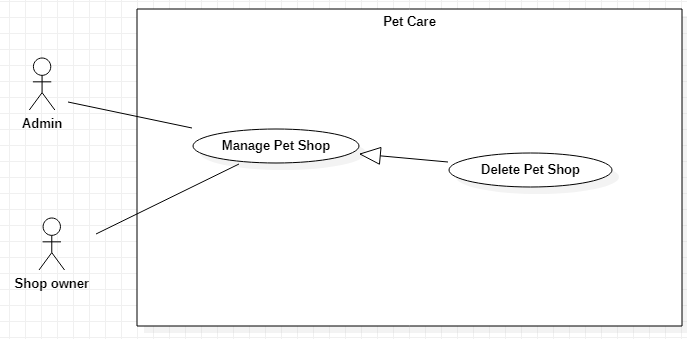 Pet Care
Admin
Manage Pet Shop
Delete Pet Shop
Shop owner